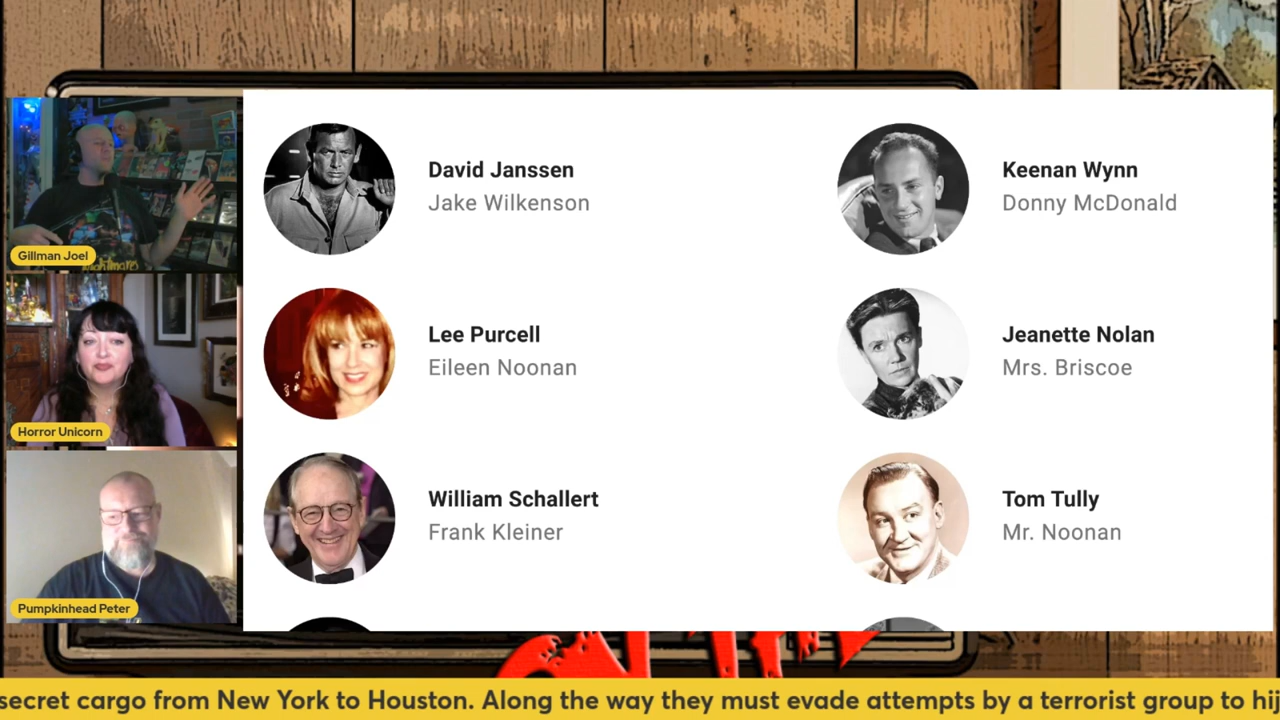 David Janssen
Jake Wilkenson
Keenan Wynn
Donny McDonald
Gillman Joel
Lee Purcell
Eileen Noonan
Jeanette Nolan
Mrs. Briscoe
Horror Unicorn
William Schallert
Frank Kleiner
Tom Tully
Mr. Noonan
Pumpkinhead Peter
secret cargo from New York to Houston. Along the way they must evade attempts by a terrorist group to hij